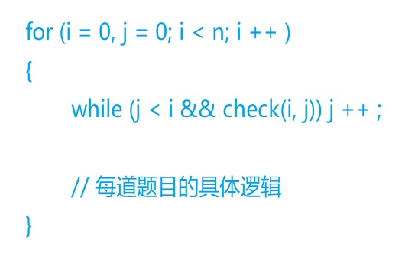 for (i = 0, j = 0; i < n; i ++ )
{
while (j < i && check(i, j)) j ++ ;
// 每道题目的具体逻辑
}